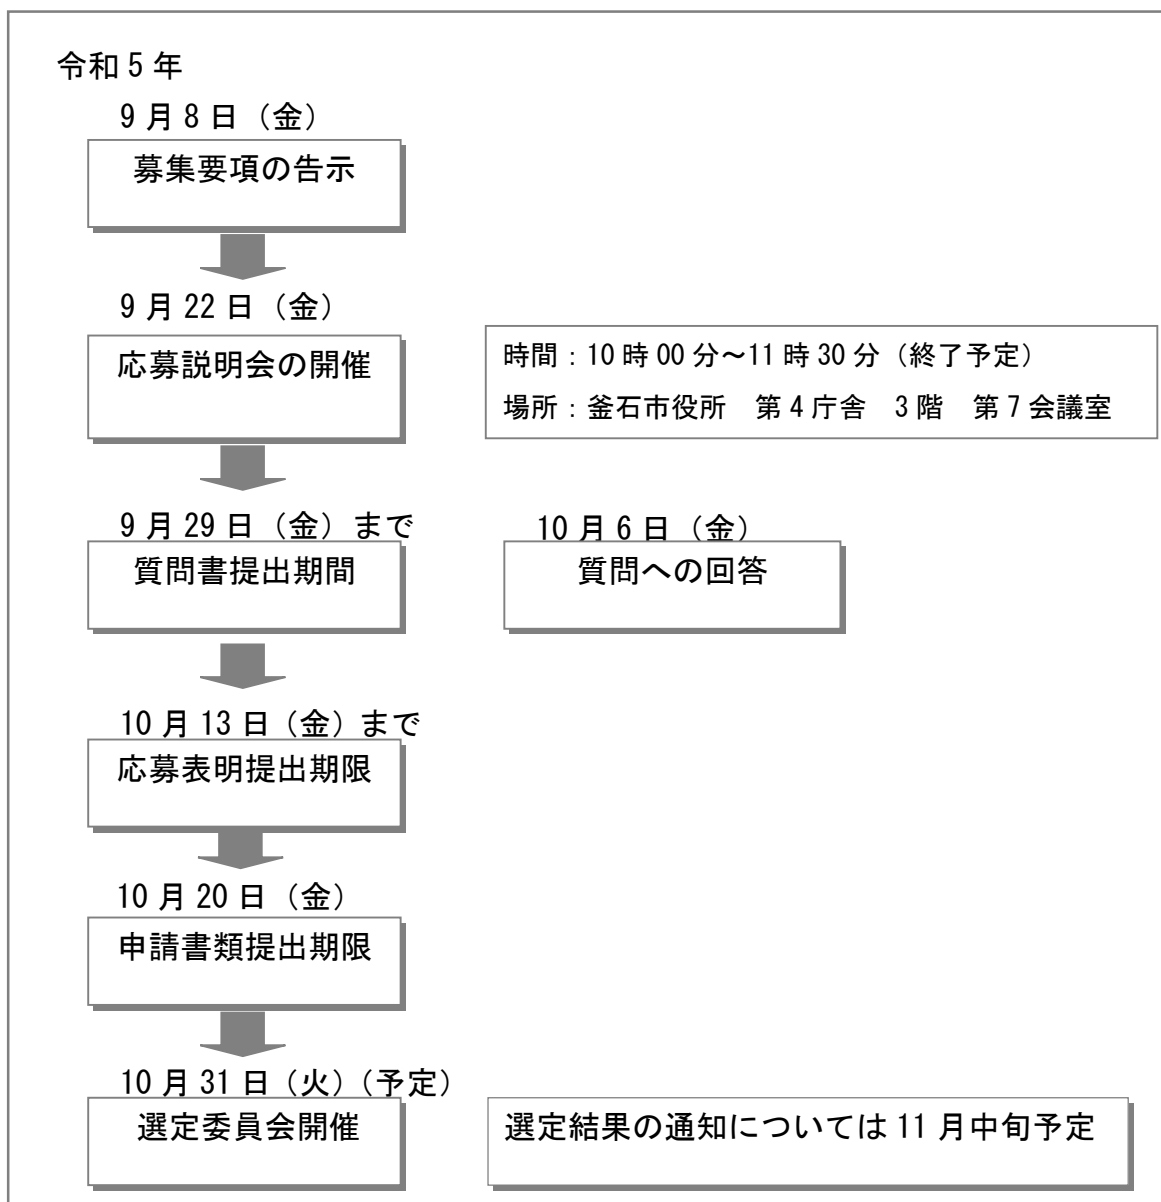 令和5年
9月8日（金）
募集要項の告示
9月22日（金）
応募説明会の開催
時間：10時00分～11時30分（終了予定）
場所：釜石市役所　第4庁舎　3階　第7会議室
9月29日（金）まで
質問書提出期間
10月6日（金）
質問への回答
10月13日（金）まで
応募表明提出期限
10月20日（金）
申請書類提出期限
10月31日（火）（予定）
選定委員会開催
選定結果の通知については11月中旬予定